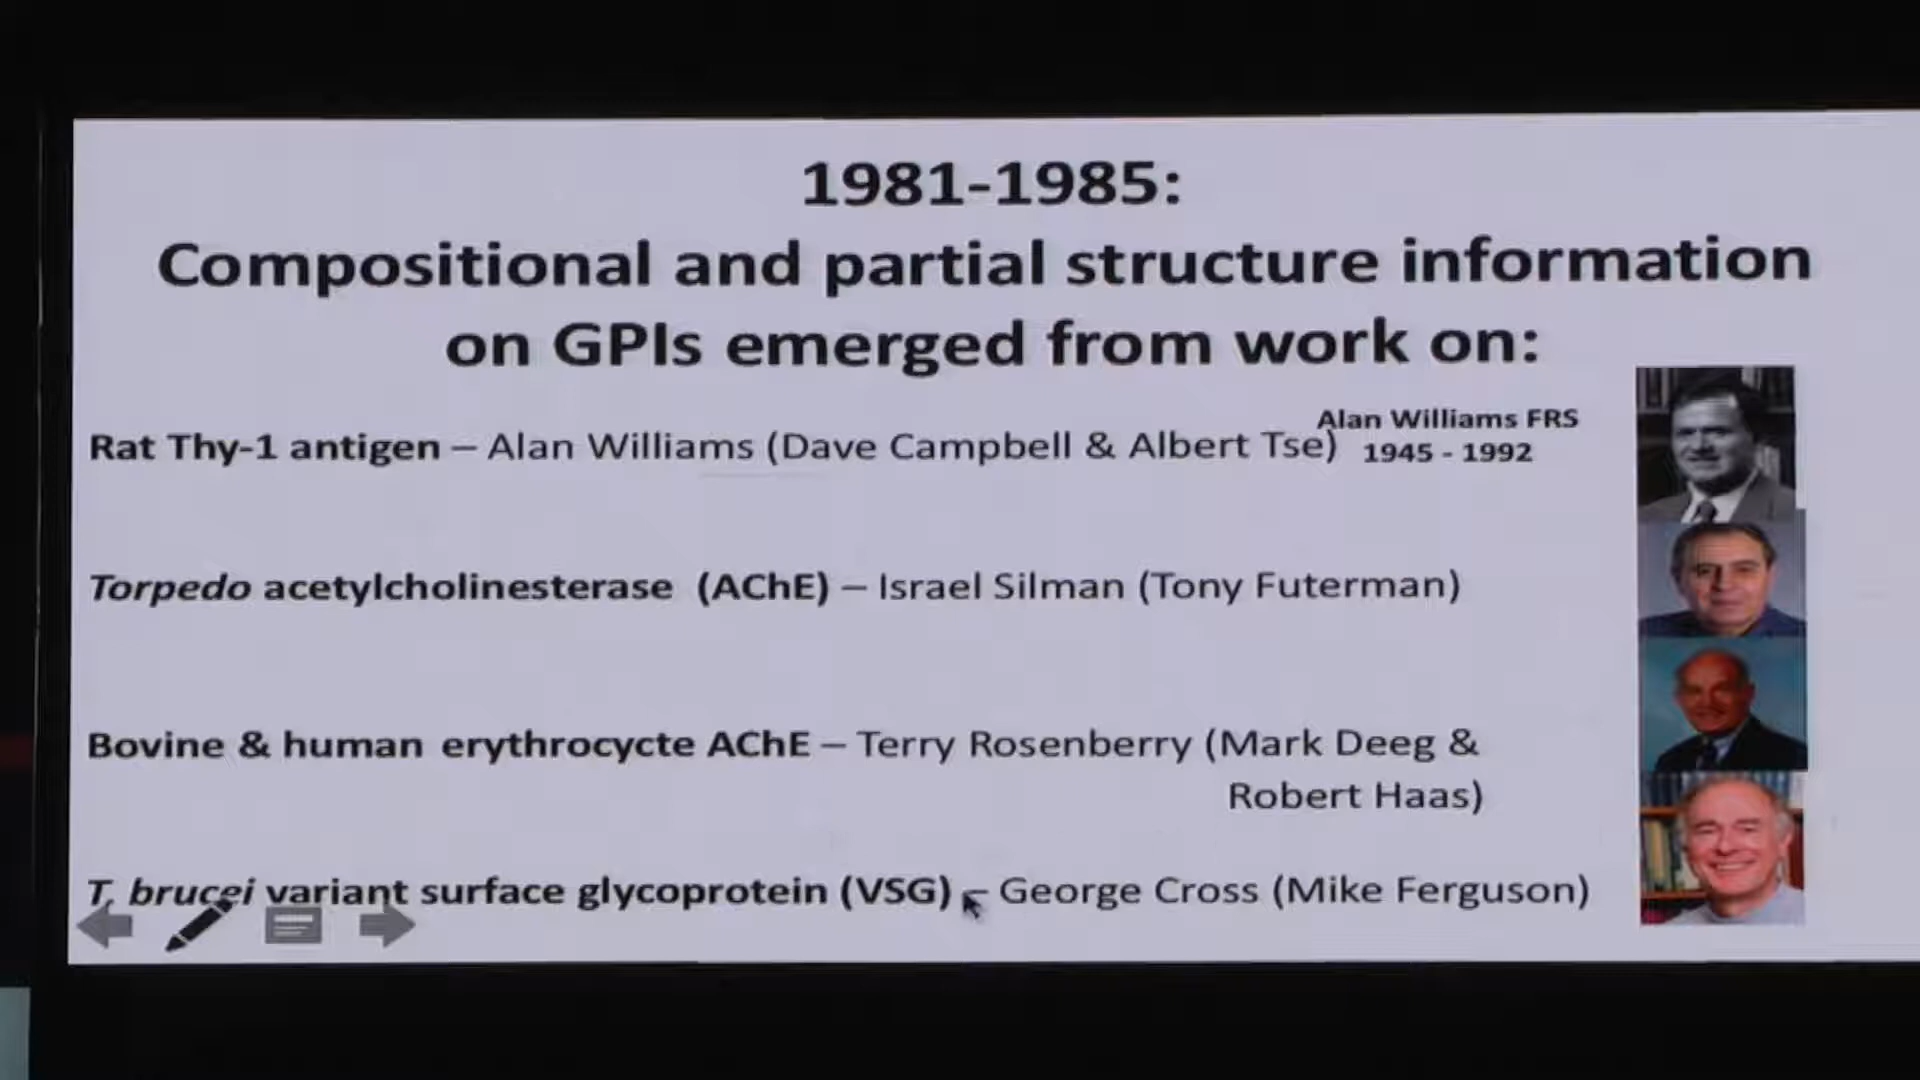 1981-1985:
Compositional and partial structure information
on GPIs emerged from work on:
Alan Williams FRS
1945 - 1992
Rat Thy-1 antigen – Alan Williams (Dave Campbell & Albert Tse)
Torpedo acetylcholinesterase (AChE) – Israel Silman (Tony Futerman)
Bovine & human erythrocycte AChE – Terry Rosenberry (Mark Deeg &
Robert Haas)
T. brucei variant surface glycoprotein (VSG) – George Cross (Mike Ferguson)